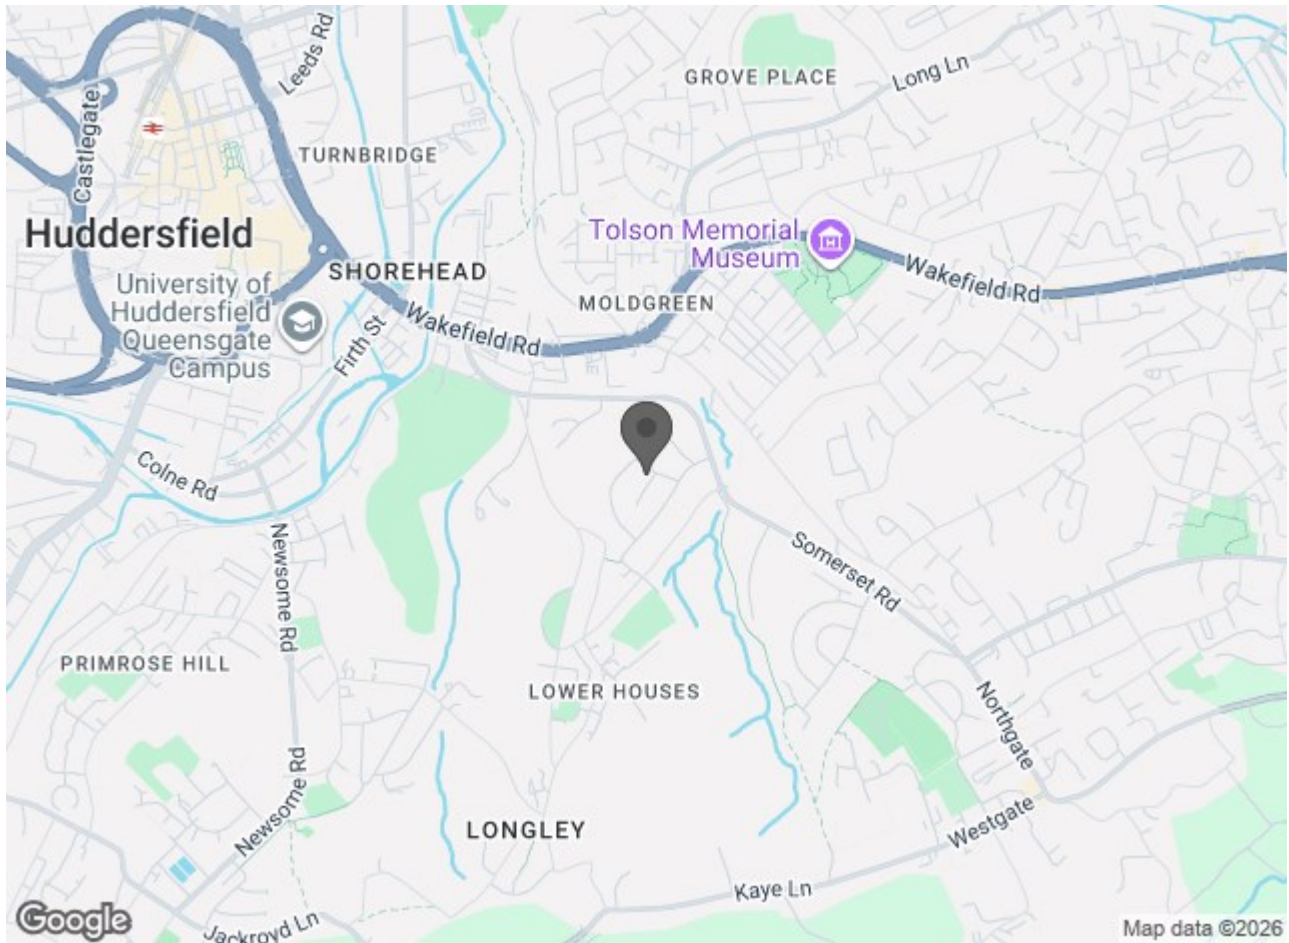 Leeds Rd
GROVE PLACE
Long Ln
Castlegate
TURNBRIDGE
Huddersfield
Tolson Memorial
Museum
SHOREHEAD
Wakefield Rd
University of
Huddersfield
Queensgate
Campus
MOLDGREEN
Wakefield Rd
Firth St
Colne Rd
Newsome Rd
Somerset Rd
PRIMROSE HILL
LOWER HOUSES
Northgate
Newsome Rd
LONGLEY
Westgate
Kaye Ln
Jackroyd Ln
Google
Map data ©2026